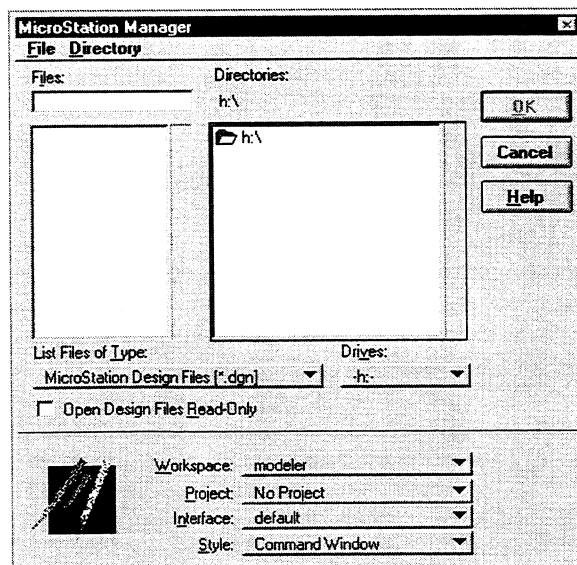 MicroStation Manager
File Directory
Files:
Directories:
h:\
OK
h:\
Cancel
Help
List Files of Type:
Drives:
MicroStation Design Files [*.dgn]
-h:-
Open Design Files Read-Only
Workspace: modeler
Project: No Project
Interface: default
Style: Command Window